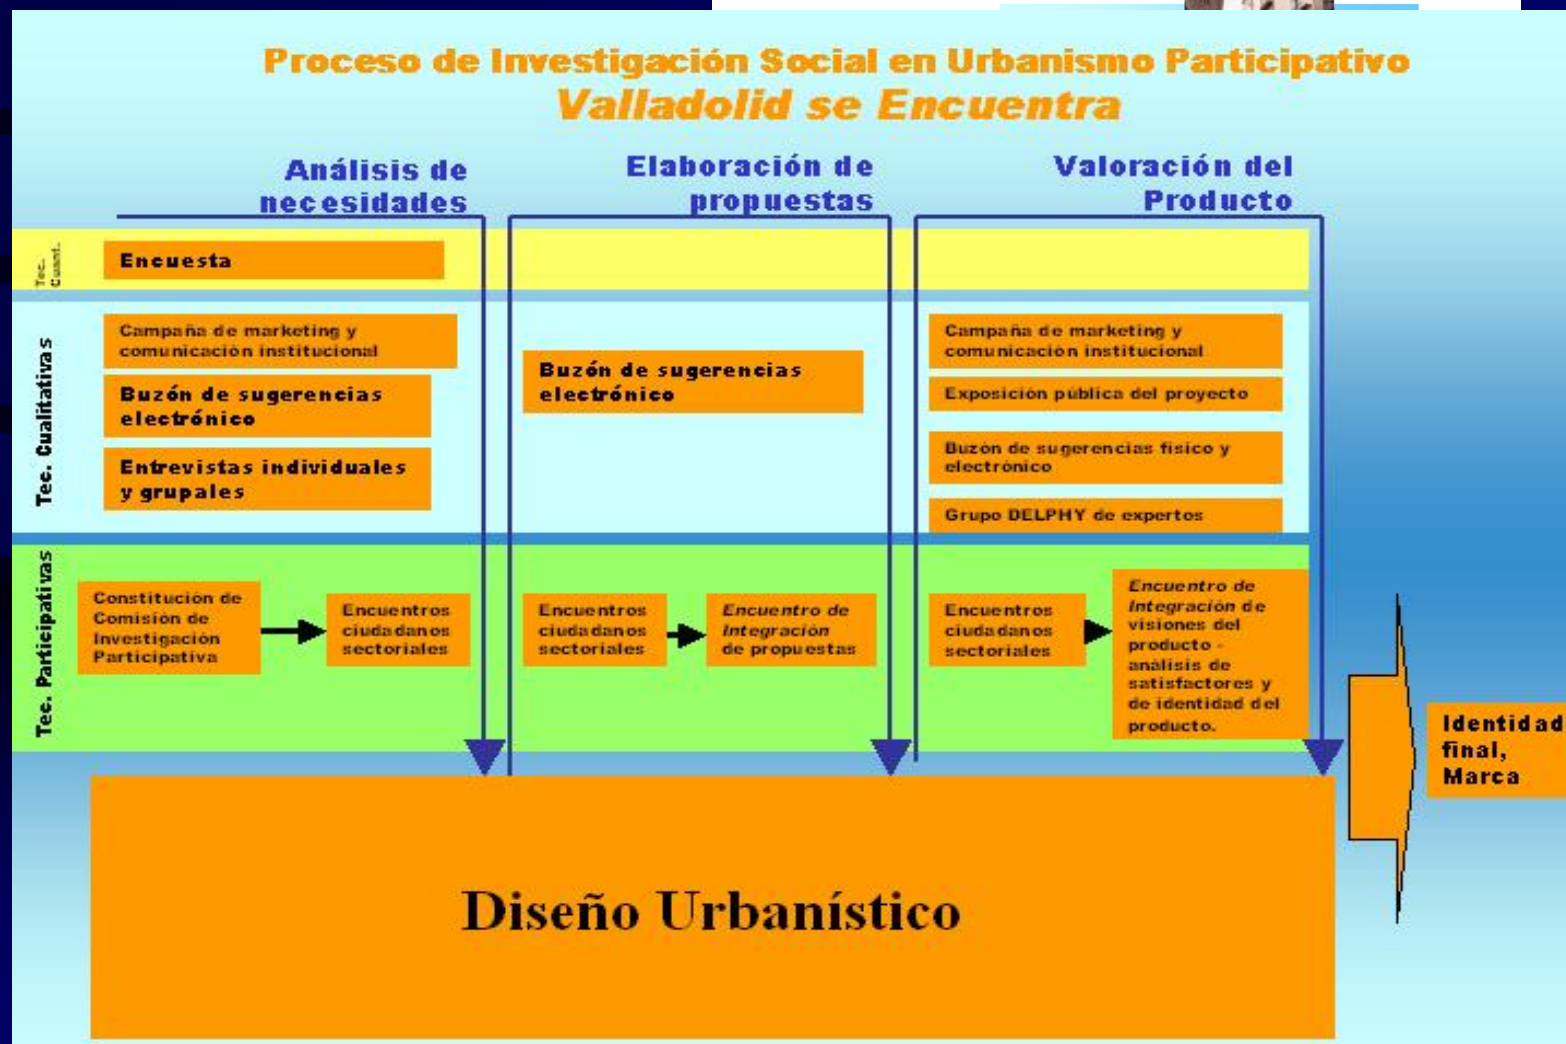 Proceso de Investigación Social en Urbanismo Participativo
Valladolid se Encuentra
Análisis de
necesidades
Elaboración de
propuestas
Valoración del
Producto
Tec.
Cuant.
Encuesta
Tec. Cualitativas
Campaña de marketing y
comunicación institucional
Buzón de sugerencias
electrónico
Entrevistas individuales
y grupales
Buzón de sugerencias
electrónico
Campaña de marketing y
comunicación institucional
Exposición pública del proyecto
Buzón de sugerencias físico y
electrónico
Grupo DELPHY de expertos
Tec. Participativas
Constitución de
Comisión de
Investigación
Participativa
Encuentros
ciudadanos
sectoriales
Encuentros
ciudadanos
sectoriales
Encuentro de
Integración
de propuestas
Encuentros
ciudadanos
sectoriales
Encuentro de
Integración de
visiones del
producto -
análisis de
satisfactores y
de identidad del
producto.
Identidad
final,
Marca
Diseño Urbanístico